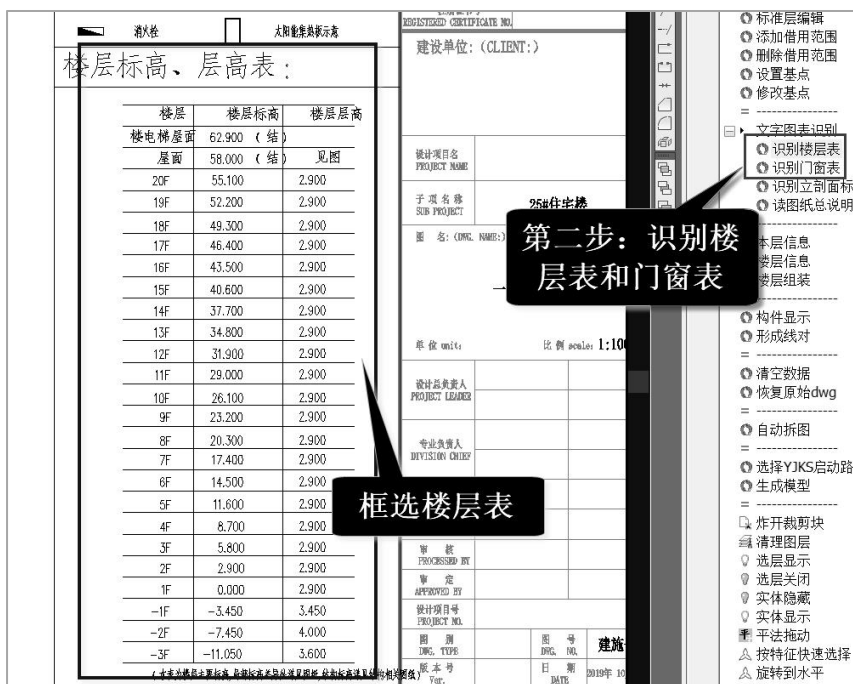 消火栓
太阳能集热板示意
REGISTERED CERTIFICATE NO.
楼层标高、层高表：
楼层 楼层标高 楼层层高
楼电梯屋面 62.900 （结）
屋面 58.000 （结） 见图
20F 55.100 2.900
19F 52.200 2.900
18F 49.300 2.900
17F 46.400 2.900
16F 43.500 2.900
15F 40.600 2.900
14F 37.700 2.900
13F 34.800 2.900
12F 31.900 2.900
11F 29.000 2.900
10F 26.100 2.900
9F 23.200 2.900
8F 20.300 2.900
7F 17.400 2.900
6F 14.500 2.900
5F 11.600 2.900
4F 8.700 2.900
3F 5.800 2.900
2F 2.900 2.900
1F 0.000 2.900
-1F -3.450 3.450
-2F -7.450 4.000
-3F -11.050 3.600
框选楼层表
建设单位：(CLIENT:)
设计项目名
PROJECT NAME
子项名称
SUB PROJECT
25#住宅楼
图 名：(DWG. NAME:)
单位 unit:
比例 scale: 1:100
设计总负责人
PROJECT LEADER
专业负责人
DIVISION CHIEF
审 核
PROCESSED BY
审 定
APPROVED BY
设计项目号
PROJECT NO.
图 别
DWG. TYPE
图 号
DWG. NO.
建施
版本号
Ver.
日 期
DATE
2019年 10
第二步：识别楼
层表和门窗表
标准层编辑
添加借用范围
删除借用范围
设置基点
修改基点
文字图表识别
识别楼层表
识别门窗表
识别立剖面标
读图纸总说明
本层信息
楼层信息
楼层组装
构件显示
形成线对
清空数据
恢复原始dwg
自动拆图
选择YJKS启动路
生成模型
炸开裁剪块
清理图层
选层显示
选层关闭
实体隐藏
实体显示
平法拖动
按特征快速选择
旋转到水平